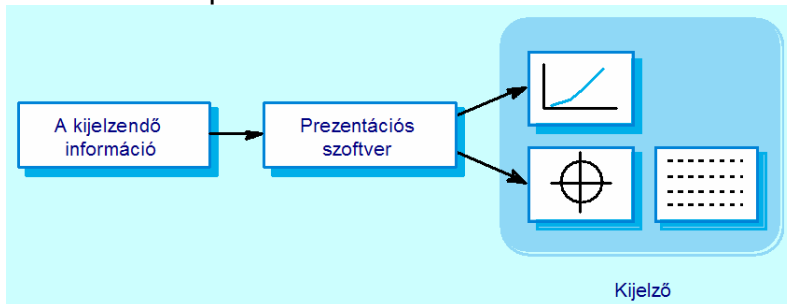 A kijelzendő
információ
Prezentációs
szoftver
Kijelző